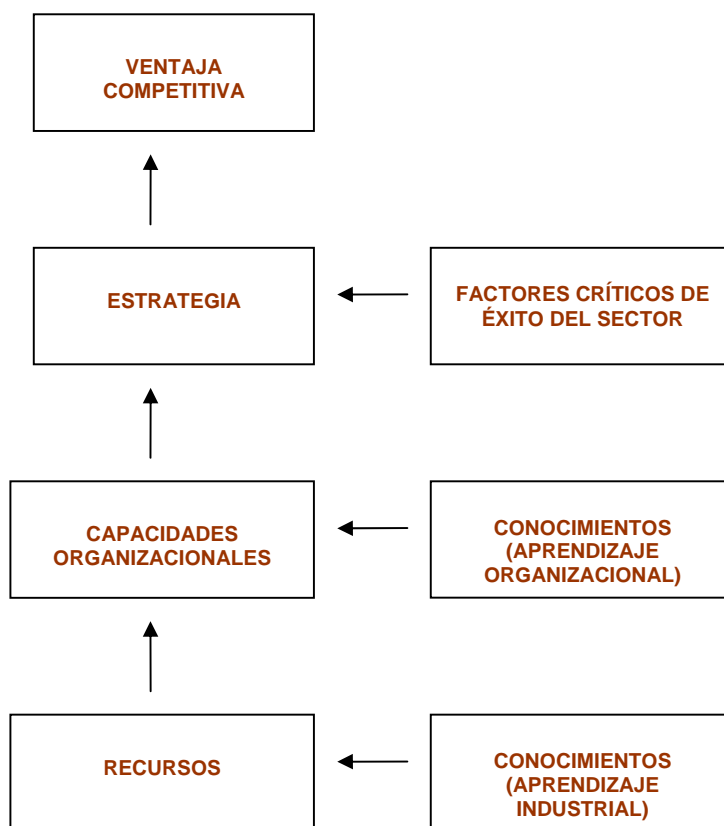 VENTAJA
COMPETITIVA
ESTRATEGIA
FACTORES CRÍTICOS DE
ÉXITO DEL SECTOR
CAPACIDADES
ORGANIZACIONALES
CONOCIMIENTOS
(APRENDIZAJE
ORGANIZACIONAL)
RECURSOS
CONOCIMIENTOS
(APRENDIZAJE
INDUSTRIAL)